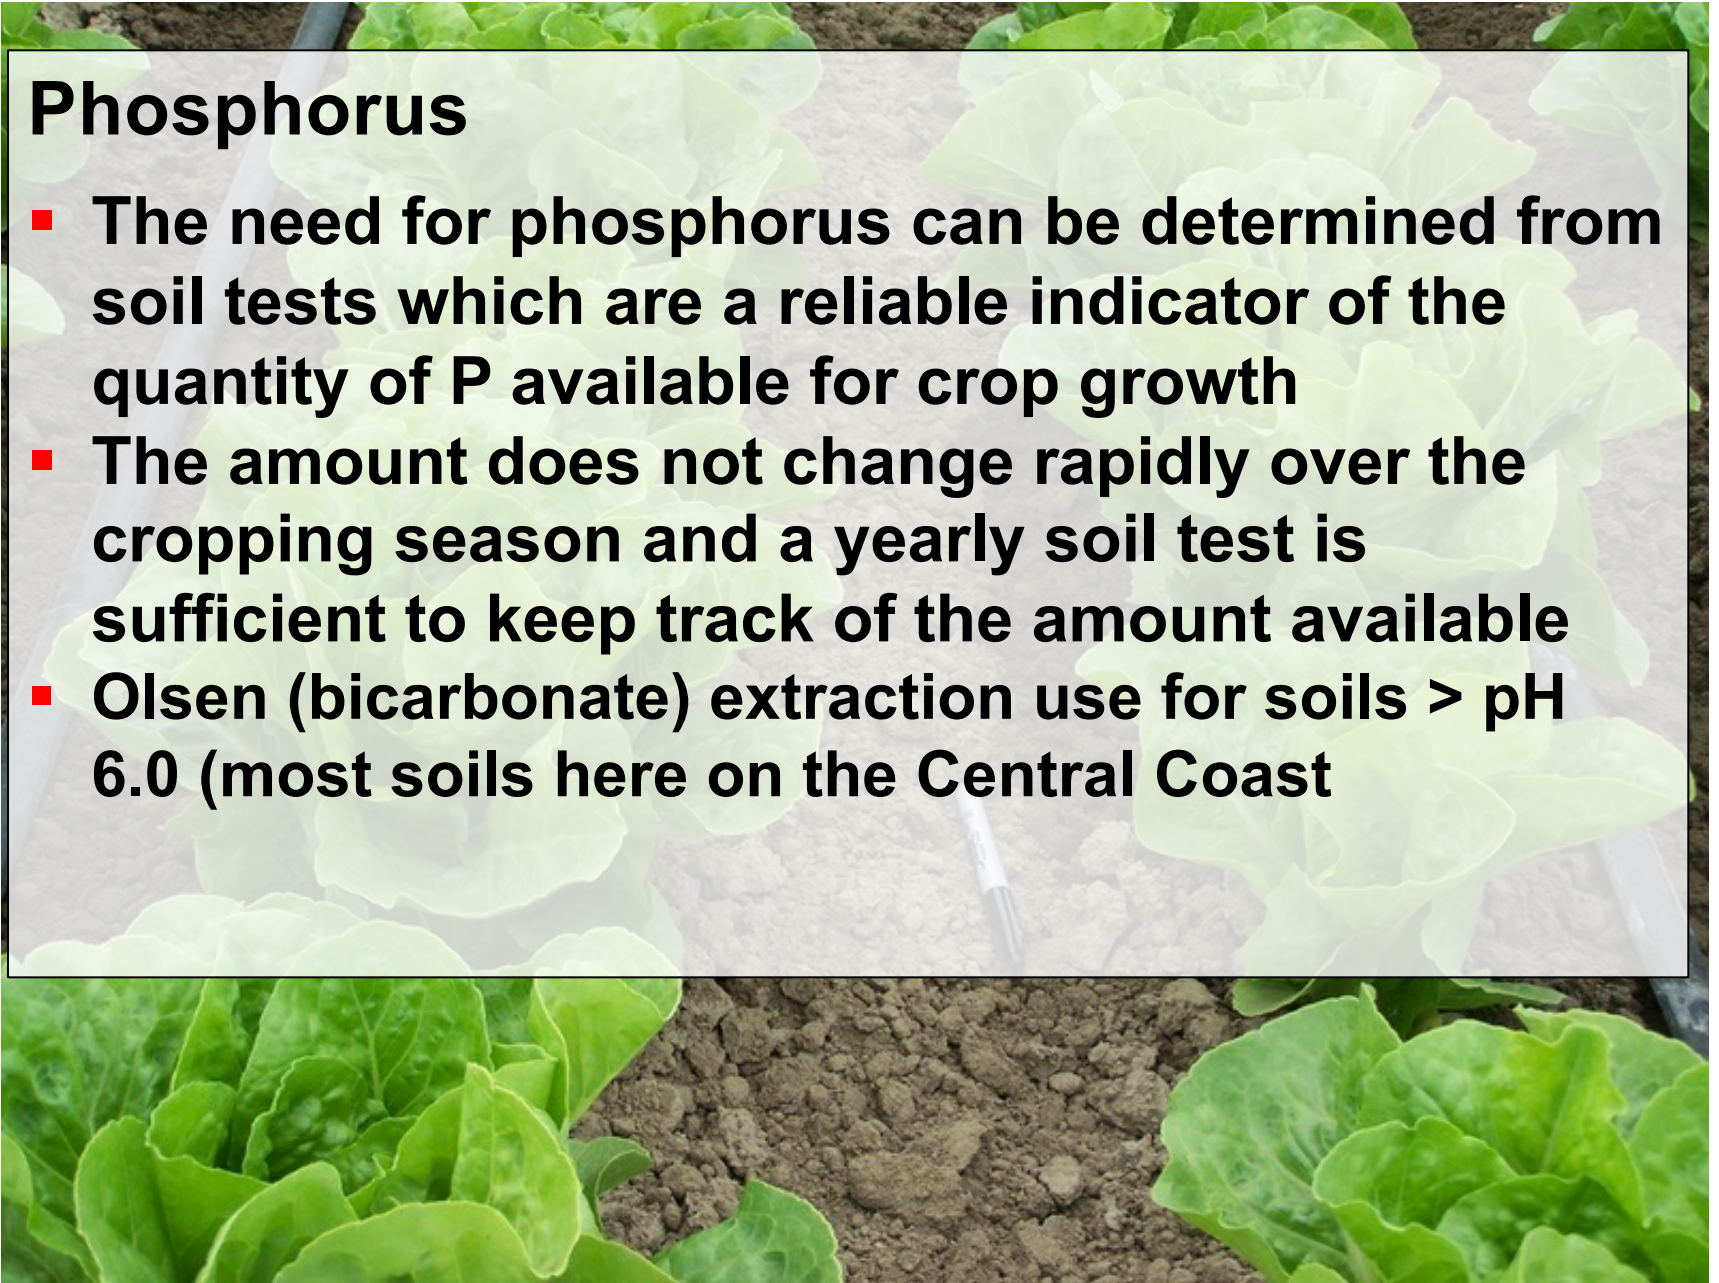 Phosphorus
▪ The need for phosphorus can be determined from
soil tests which are a reliable indicator of the
quantity of P available for crop growth
▪ The amount does not change rapidly over the
cropping season and a yearly soil test is
sufficient to keep track of the amount available
▪ Olsen (bicarbonate) extraction use for soils > pH
6.0 (most soils here on the Central Coast